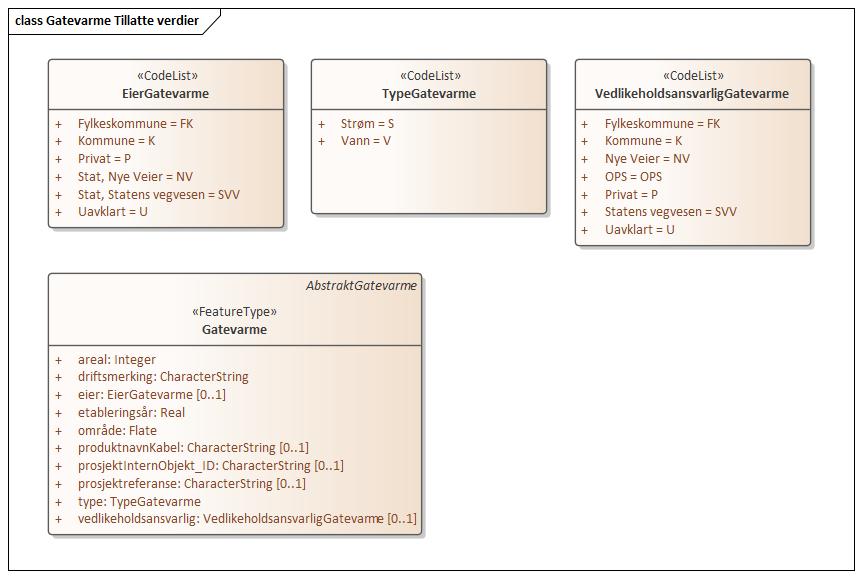 class Gatevarme Tillatte verdier
«CodeList»
EierGatevarme
+ Fylkeskommune = FK
+ Kommune = K
+ Privat = P
+ Stat, Nye Veier = NV
+ Stat, Statens vegvesen = SVV
+ Uavklart = U
«CodeList»
TypeGatevarme
+ Strøm = S
+ Vann = V
«CodeList»
VedlikeholdsansvarligGatevarme
+ Fylkeskommune = FK
+ Kommune = K
+ Nye Veier = NV
+ OPS = OPS
+ Privat = P
+ Statens vegvesen = SVV
+ Uavklart = U
AbstraktGatevarme
«FeatureType»
Gatevarme
+ areal: Integer
+ driftsmerking: CharacterString
+ eier: EierGatevarme [0..1]
+ etableringsår: Real
+ område: Flate
+ produktnavnKabel: CharacterString [0..1]
+ prosjektInternObjekt_ID: CharacterString [0..1]
+ prosjektreferanse: CharacterString [0..1]
+ type: TypeGatevarme
+ vedlikeholdsansvarlig: VedlikeholdsansvarligGatevarme [0..1]